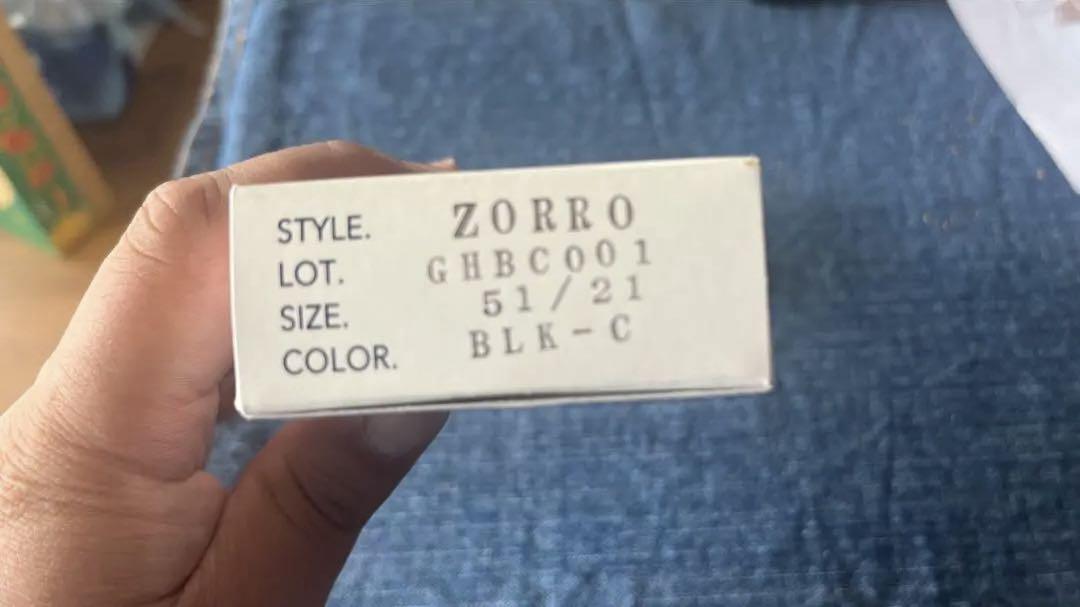 STYLE. ZORRO
LOT. GHBC001
SIZE. 51/21
COLOR. BLK-C